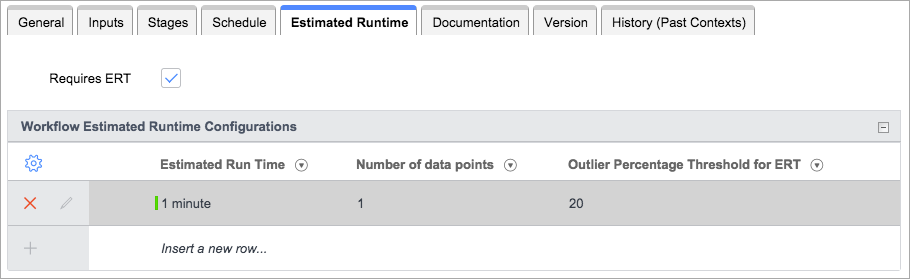 General Inputs Stages Schedule Estimated Runtime Documentation Version History (Past Contexts)
Requires ERT
Workflow Estimated Runtime Configurations
Estimated Run Time Number of data points Outlier Percentage Threshold for ERT
1 minute 1 20
Insert a new row...